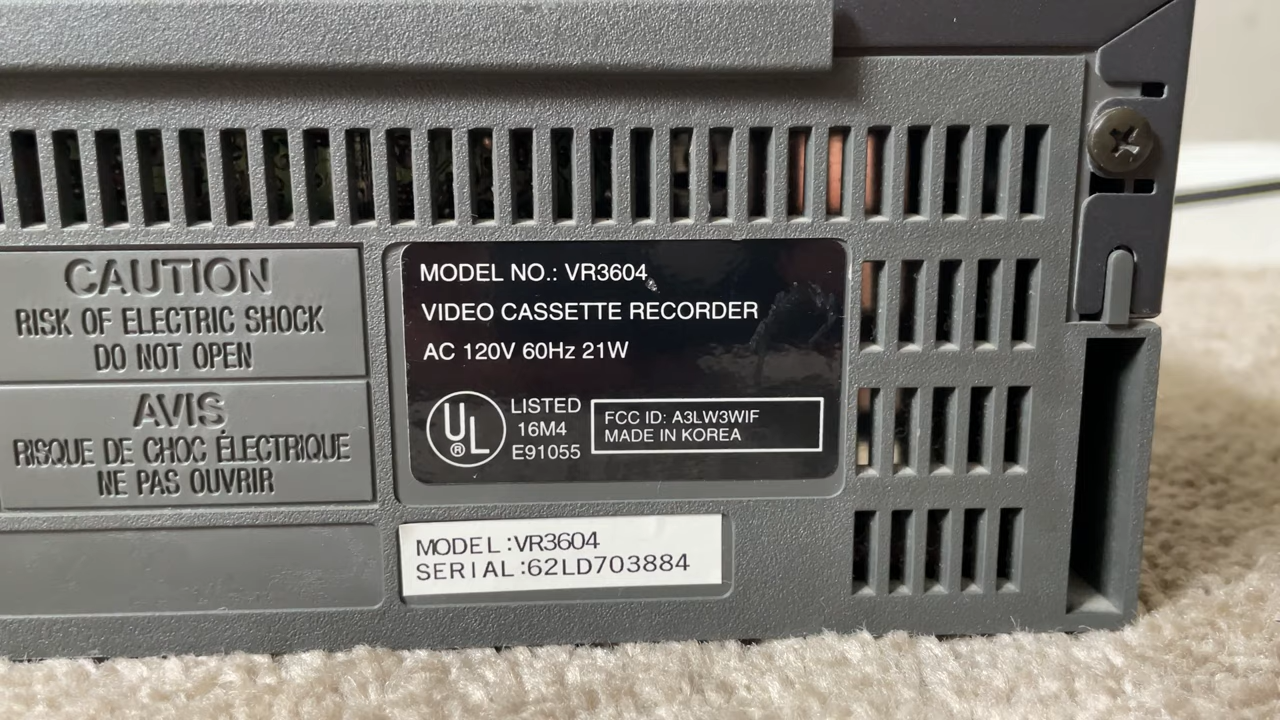 CAUTION
RISK OF ELECTRIC SHOCK
DO NOT OPEN
AVIS
RISQUE DE CHOC ÉLECTRIQUE
NE PAS OUVRIR
MODEL NO.: VR3604
VIDEO CASSETTE RECORDER
AC 120V 60Hz 21W
UL
®
LISTED
16M4
E91055
FCC ID: A3LW3WIF
MADE IN KOREA
MODEL:VR3604
SERIAL:62LD703884